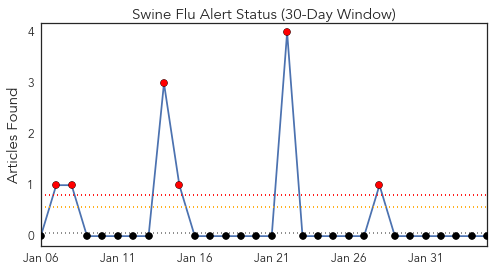 Swine Flu Alert Status (30-Day Window)
Articles Found
4
3
2
1
0
Jan 06 Jan 11 Jan 16 Jan 21 Jan 26 Jan 31